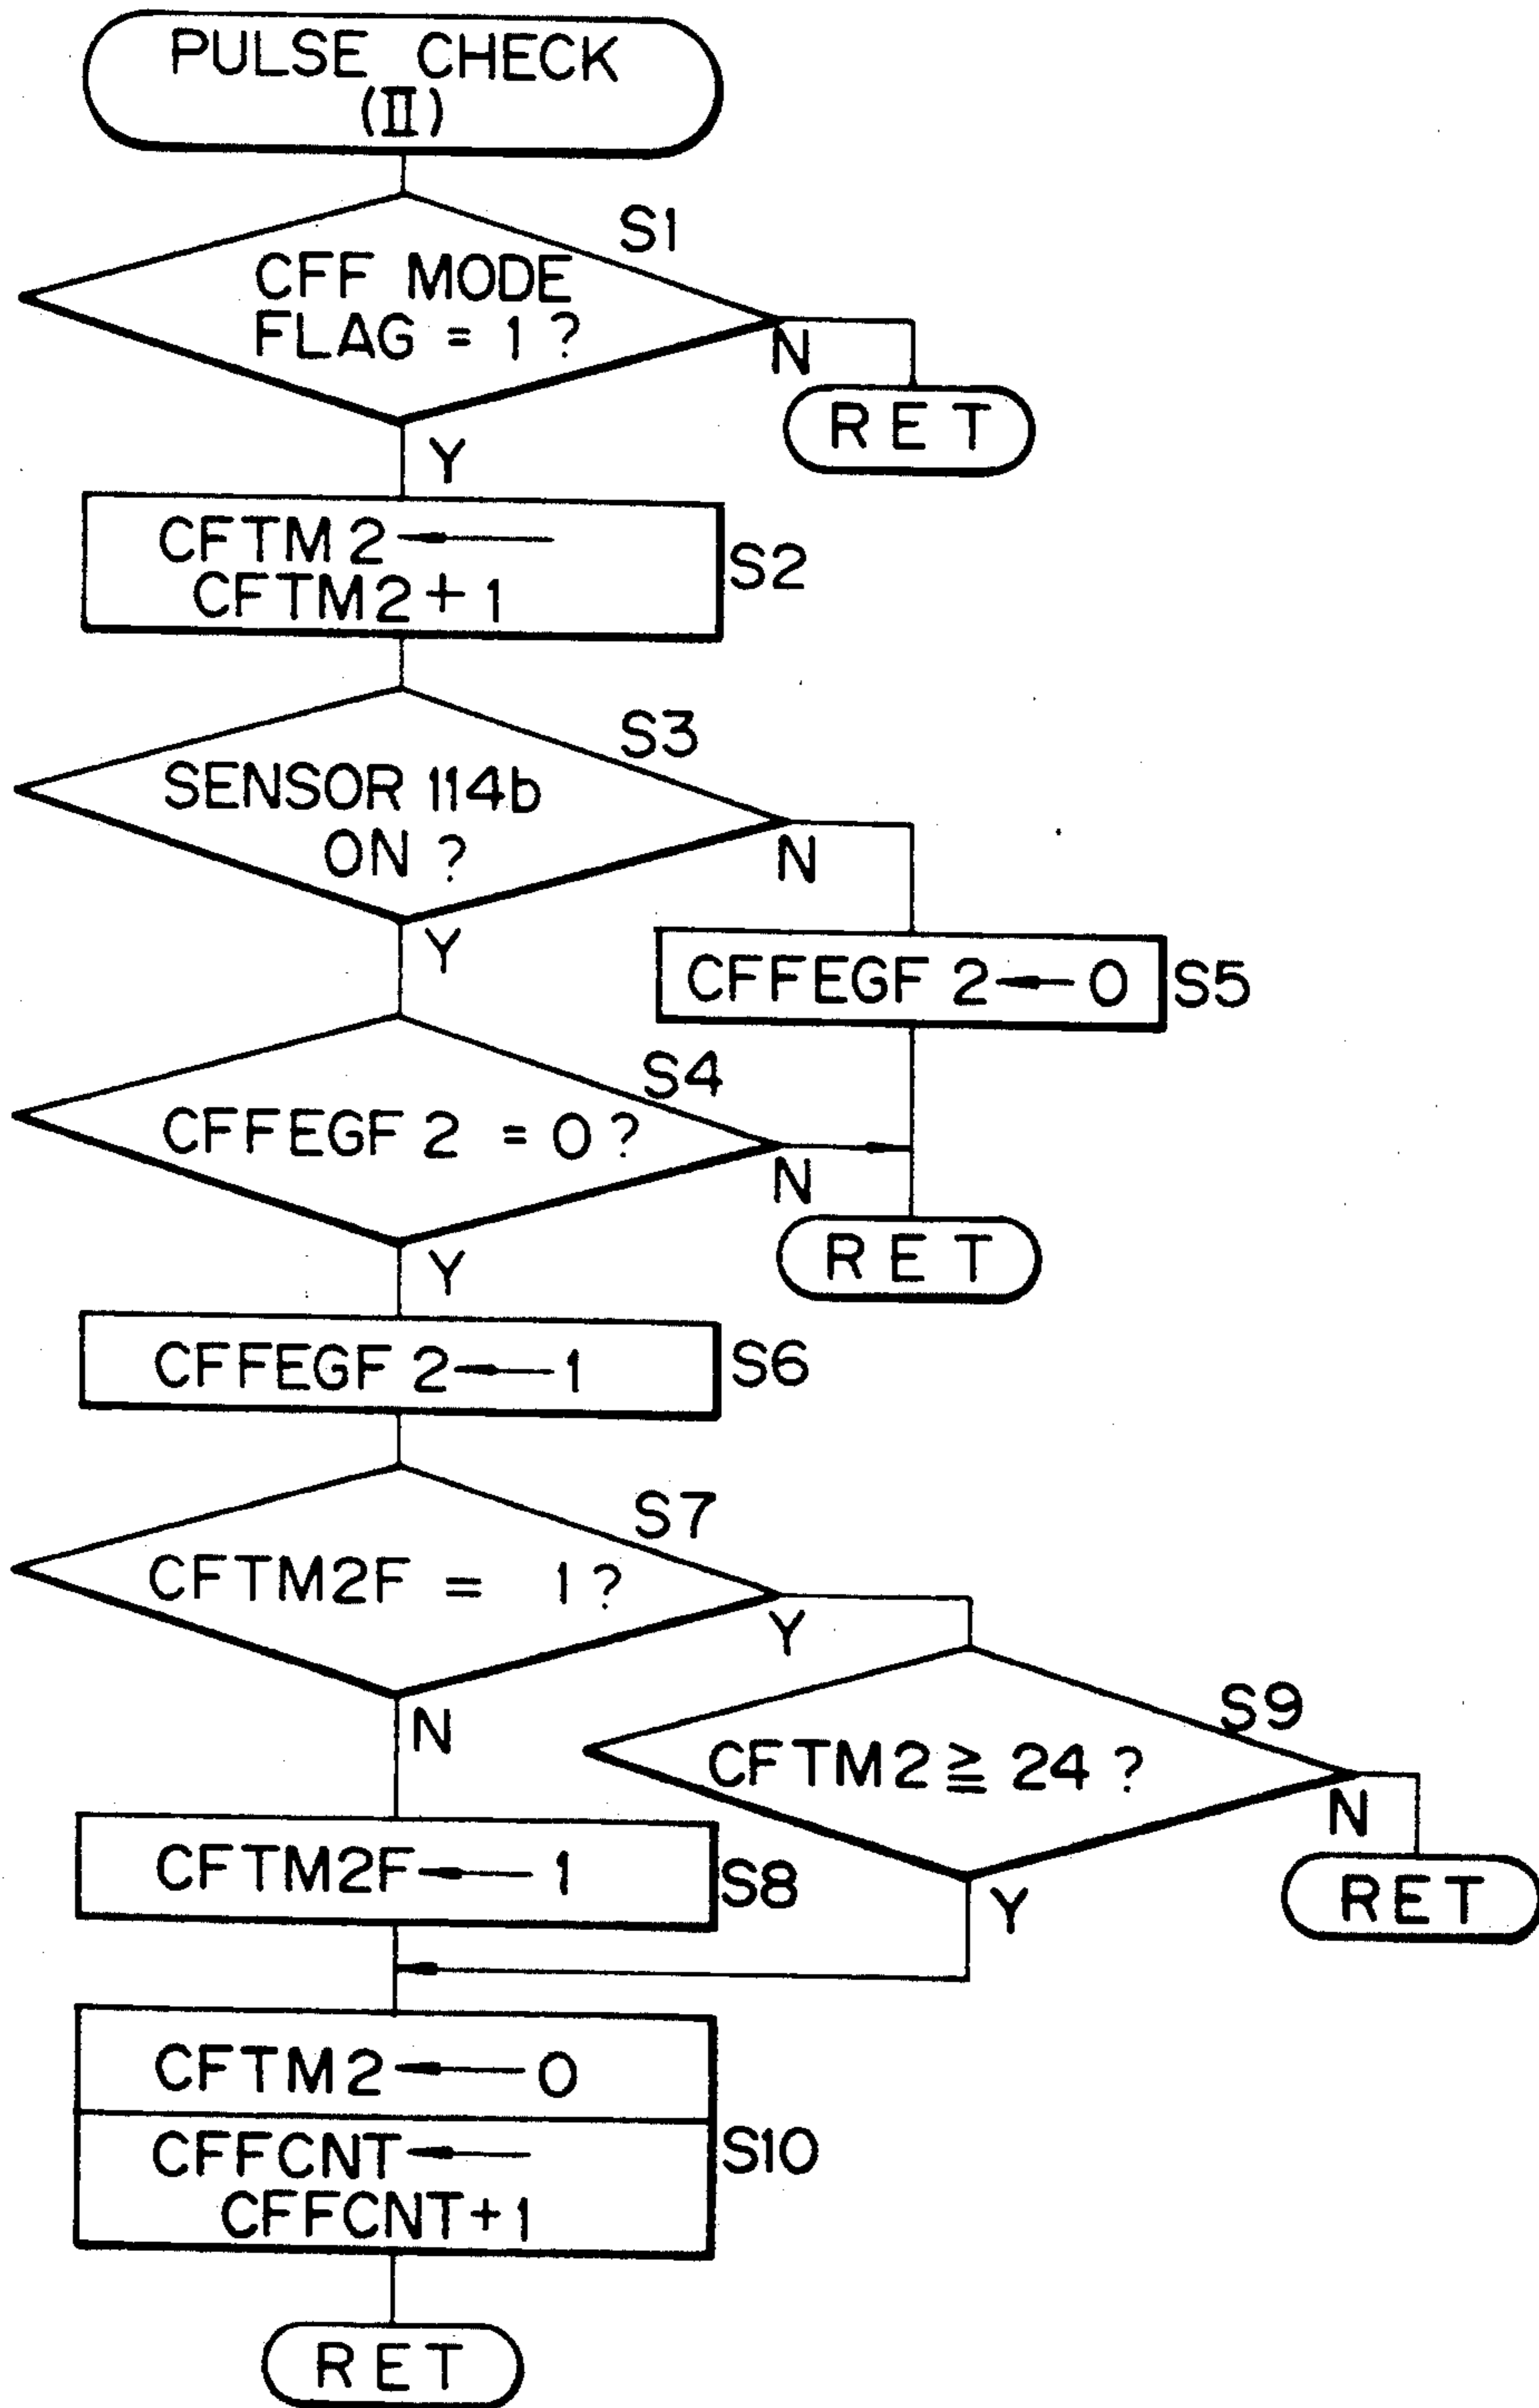 PULSE CHECK
(II)
S1
CFF MODE
FLAG = 1 ?
N
RET
Y
CFTM2 ←
CFTM2+1
S2
S3
SENSOR 114b
ON ?
N
Y
CFFEGF 2 ← 0
S5
S4
CFFEGF 2 = 0 ?
N
RET
Y
CFFEGF 2 ← 1
S6
S7
CFTM2F = 1 ?
Y
N
S9
CFTM2 ≧ 24 ?
N
RET
Y
CFTM2F ← 1
S8
CFTM2 ← 0
CFFCNT ←
CFFCNT+1
S10
RET